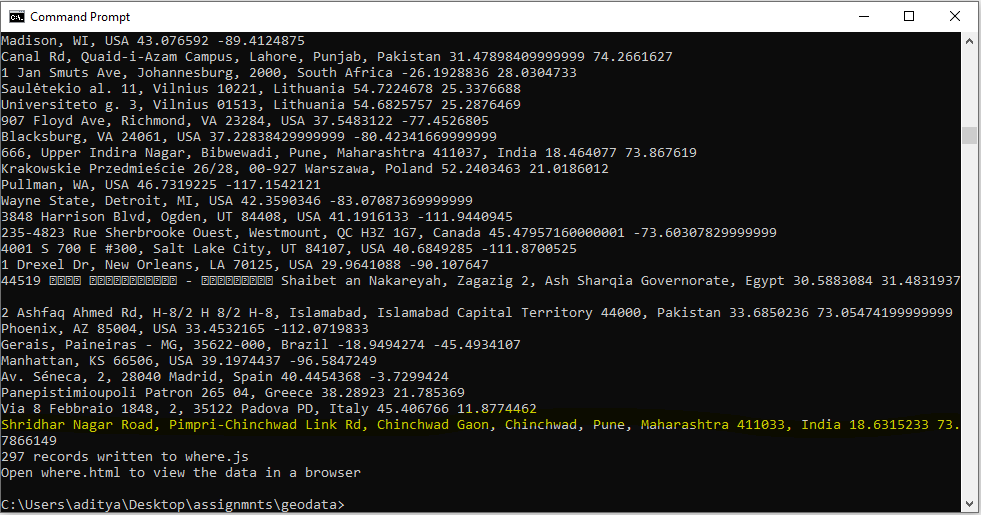 Command Prompt
Madison, WI, USA 43.076592 -89.4124875
Canal Rd, Quaid-i-Azam Campus, Lahore, Punjab, Pakistan 31.47898409999999 74.2661627
1 Jan Smuts Ave, Johannesburg, 2000, South Africa -26.1928836 28.0304733
Saulėtekio al. 11, Vilnius 10221, Lithuania 54.7224678 25.3376688
Universiteto g. 3, Vilnius 01513, Lithuania 54.6825757 25.2876469
907 Floyd Ave, Richmond, VA 23284, USA 37.5483122 -77.4526805
Blacksburg, VA 24061, USA 37.22838429999999 -80.42341669999999
666, Upper Indira Nagar, Bibwewadi, Pune, Maharashtra 411037, India 18.464077 73.867619
Krakowskie Przedmieście 26/28, 00-927 Warszawa, Poland 52.2403463 21.0186012
Pullman, WA, USA 46.7319225 -117.1542121
Wayne State, Detroit, MI, USA 42.3590346 -83.07087369999999
3848 Harrison Blvd, Ogden, UT 84408, USA 41.1916133 -111.9440945
235-4823 Rue Sherbrooke Ouest, Westmount, QC H3Z 1G7, Canada 45.47957160000001 -73.60307829999999
4001 S 700 E #300, Salt Lake City, UT 84107, USA 40.6849285 -111.8700525
1 Drexel Dr, New Orleans, LA 70125, USA 29.9641088 -90.107647
44519 - Shaibet an Nakareyah, Zagazig 2, Ash Sharqia Governorate, Egypt 30.5883084 31.4831937
2 Ashfaq Ahmed Rd, H-8/2 H 8/2 H-8, Islamabad, Islamabad Capital Territory 44000, Pakistan 33.6850236 73.05474199999999
Phoenix, AZ 85004, USA 33.4532165 -112.0719833
Gerais, Paineiras - MG, 35622-000, Brazil -18.9494274 -45.4934107
Manhattan, KS 66506, USA 39.1974437 -96.5847249
Av. Séneca, 2, 28040 Madrid, Spain 40.4454368 -3.7299424
Panepistimioupoli Patron 265 04, Greece 38.28923 21.785369
Via 8 Febbraio 1848, 2, 35122 Padova PD, Italy 45.406766 11.8774462
Shridhar Nagar Road, Pimpri-Chinchwad Link Rd, Chinchwad Gaon, Chinchwad, Pune, Maharashtra 411033, India 18.6315233 73.
7866149
297 records written to where.js
Open where.html to view the data in a browser
C:\Users\aditya\Desktop\assignmnts\geodata>